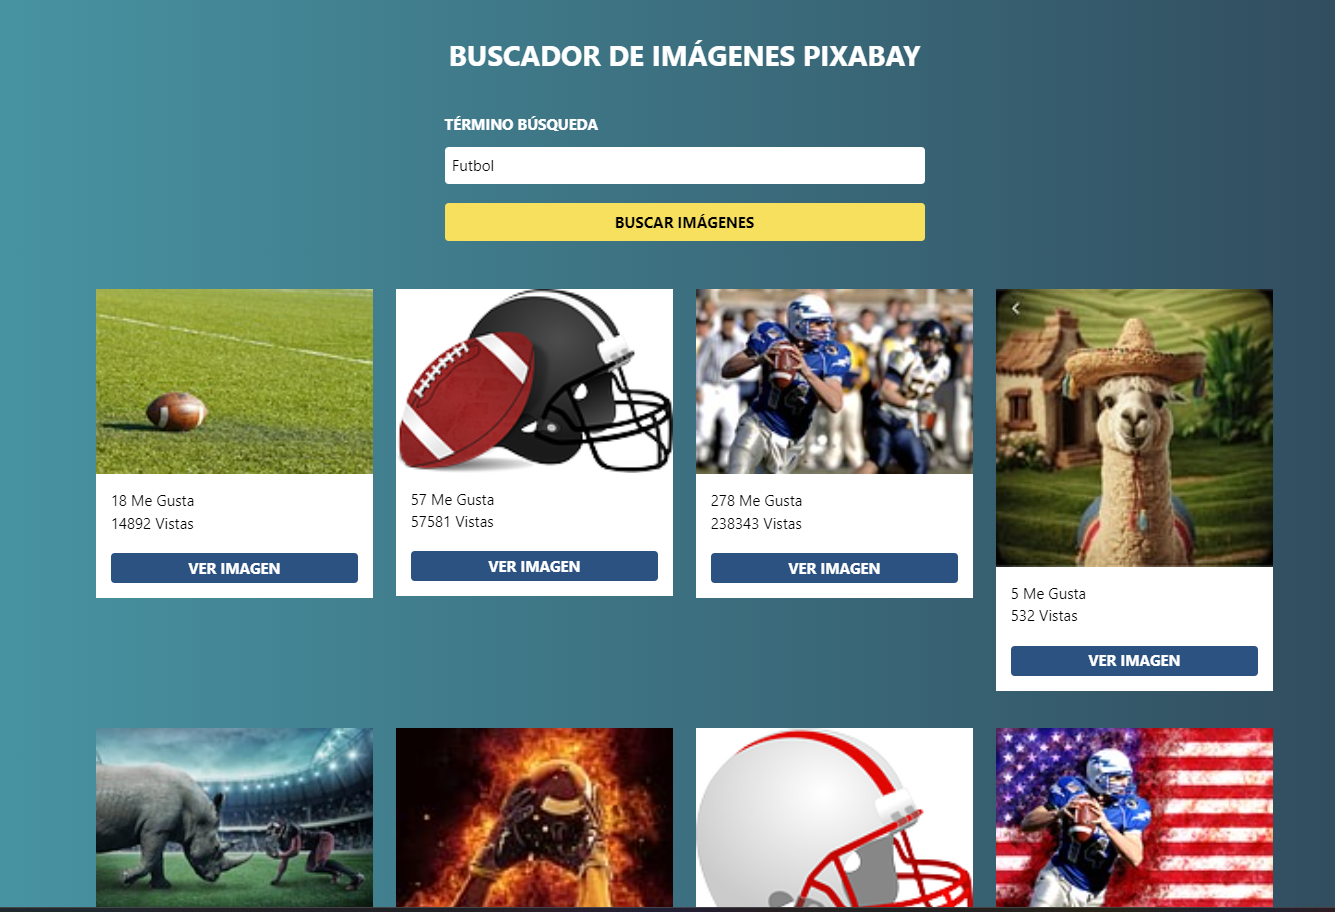 BUSCADOR DE IMÁGENES PIXABAY
TÉRMINO BÚSQUEDA
Futbol
BUSCAR IMÁGENES
18 Me Gusta
14892 Vistas
VER IMAGEN
57 Me Gusta
57581 Vistas
VER IMAGEN
278 Me Gusta
238343 Vistas
VER IMAGEN
5 Me Gusta
532 Vistas
VER IMAGEN